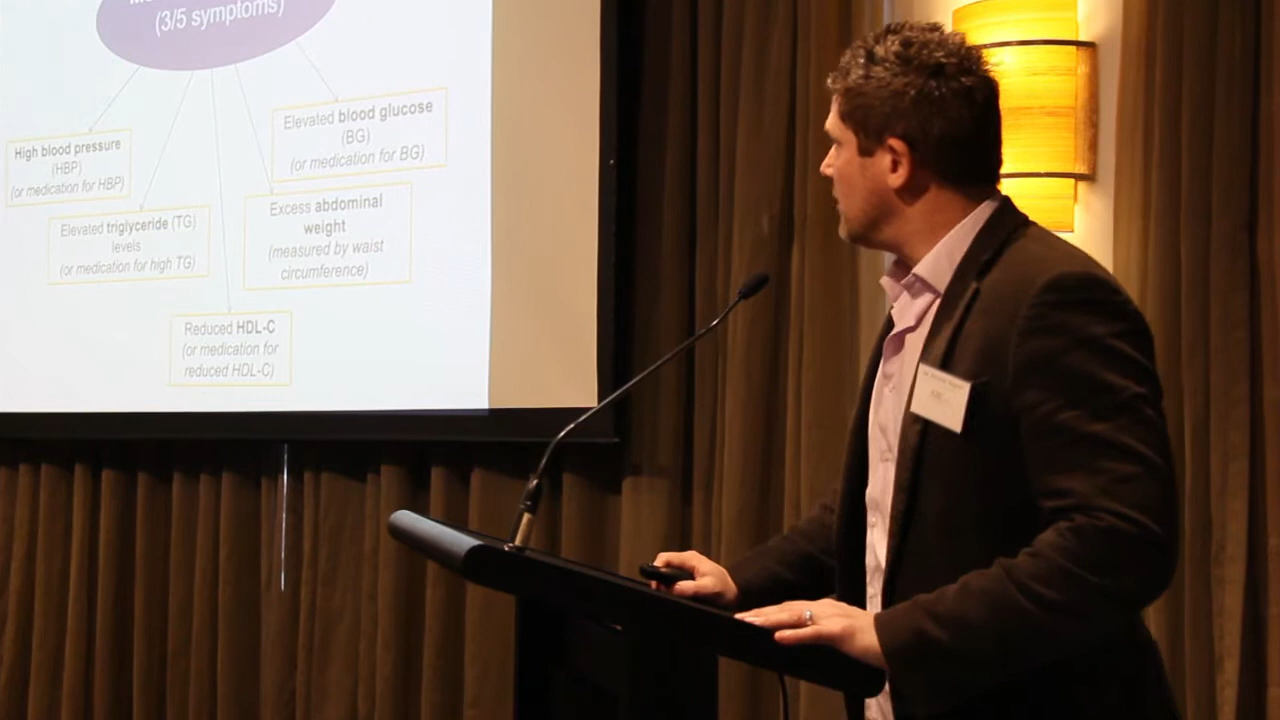 (3/5 symptoms)
Elevated blood glucose
(BG)
(or medication for BG)
High blood pressure
(HBP)
(or medication for HBP)
Excess abdominal
weight
(measured by waist
circumference)
Elevated triglyceride (TG)
levels
(or medication for high TG)
Reduced HDL-C
(or medication for
reduced HDL-C)